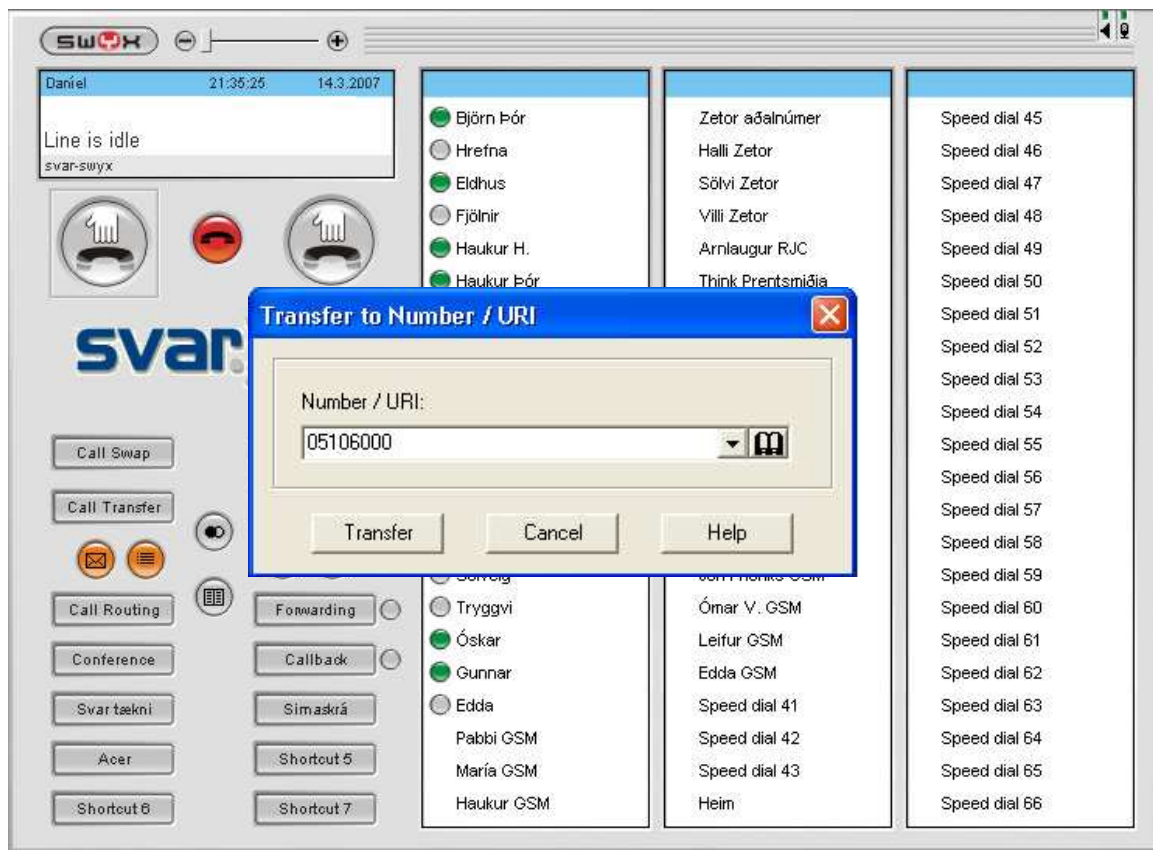 swyx
Daníel 21:35:25 14.3.2007
Line is idle
svar-swyx
svar
Call Swap
Call Transfer
Call Routing
Forwarding
Conference
Callback
Svar tækni
Símaskrá
Acer
Shortcut 5
Shortcut 6
Shortcut 7
Björn Þór
Hrefna
Eldhus
Fjölnir
Haukur H.
Haukur Þór
Tryggvi
Óskar
Gunnar
Edda
Pabbi GSM
María GSM
Haukur GSM
Zetor aðalnúmer
Halli Zetor
Sölvi Zetor
Villi Zetor
Arnlaugur RJC
Think Prentsmiðja
Ómar V. GSM
Leifur GSM
Edda GSM
Speed dial 41
Speed dial 42
Speed dial 43
Heim
Speed dial 45
Speed dial 46
Speed dial 47
Speed dial 48
Speed dial 49
Speed dial 50
Speed dial 51
Speed dial 52
Speed dial 53
Speed dial 54
Speed dial 55
Speed dial 56
Speed dial 57
Speed dial 58
Speed dial 59
Speed dial 60
Speed dial 61
Speed dial 62
Speed dial 63
Speed dial 64
Speed dial 65
Speed dial 66
Transfer to Number / URI
Number / URI:
05106000
Transfer
Cancel
Help